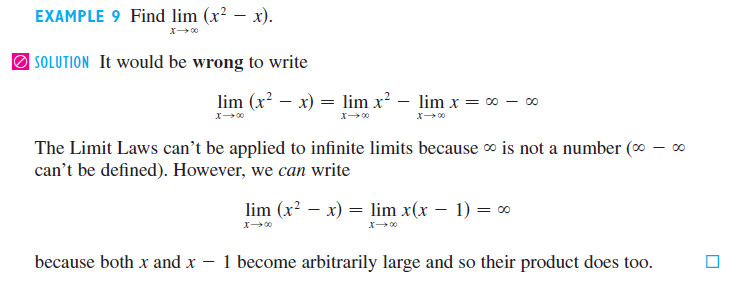 EXAMPLE 9 Find lim (x² − x).
x→∞
SOLUTION It would be wrong to write
lim (x² − x) = lim x² − lim x = ∞ − ∞
x→∞ x→∞ x→∞
The Limit Laws can’t be applied to infinite limits because ∞ is not a number (∞ − ∞
can’t be defined). However, we can write
lim (x² − x) = lim x(x − 1) = ∞
x→∞ x→∞
because both x and x − 1 become arbitrarily large and so their product does too.